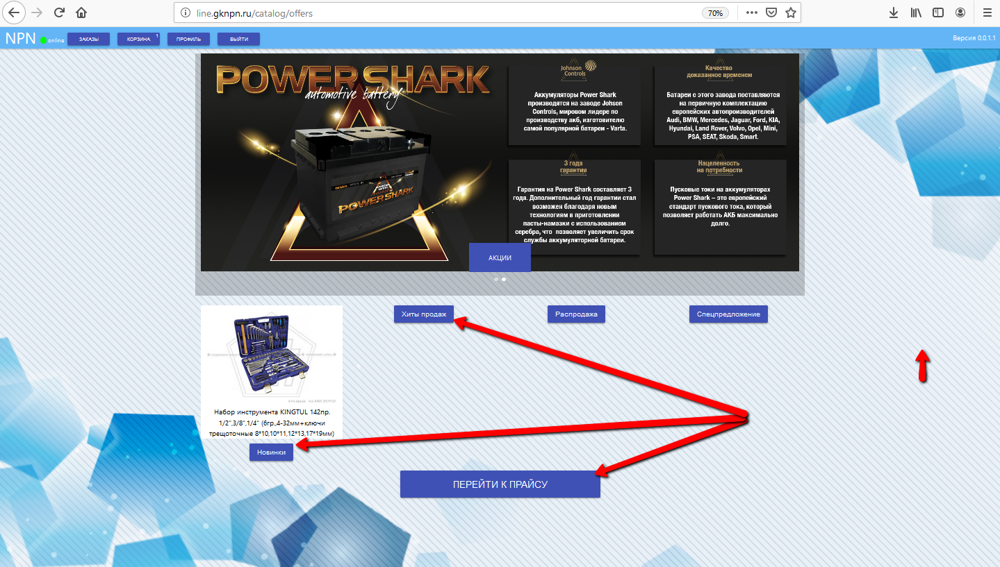 line.gknpn.ru/catalog/offers
70%
NPN
online
ЗАКАЗЫ
КОРЗИНА
1
ПРОФИЛЬ
ВЫЙТИ
Версия 0.0.1.1
POWER SHARK
automotive battery
POWER SHARK
Johnson
Controls
Аккумуляторы Power Shark
производятся на заводе Johson
Controls, мировом лидере по
производству акб, изготовителю
самой популярной батареи - Varta.
Качество
доказанное временем
Батареи с этого завода поставляются
на первичную комплектацию
европейских автопроизводителей
Audi, BMW, Mercedes, Jaguar, Ford, KIA,
Hyundai, Land Rover, Volvo, Opel, Mini,
PSA, SEAT, Skoda, Smart.
3 года
гарантии
Гарантия на Power Shark составляет 3
года. Дополнительный год гарантии стал
возможен благодаря новым
технологиям в приготовлении
пасты-намазки с использованием
серебра, что позволяет увеличить срок
службы аккумуляторной батареи.
Нацеленность
на потребности
Пусковые токи на аккумуляторах
Power Shark – это европейский
стандарт пускового тока, который
позволяет работать АКБ максимально
долго.
АКЦИИ
Хиты продаж
Распродажа
Спецпредложение
Набор инструмента KINGTUL 142пр.
1/2",3/8",1/4" (6гр.,4-32мм+ключи
трещоточные 8*10,10*11,12*13,17*19мм)
Новинки
ПЕРЕЙТИ К ПРАЙСУ